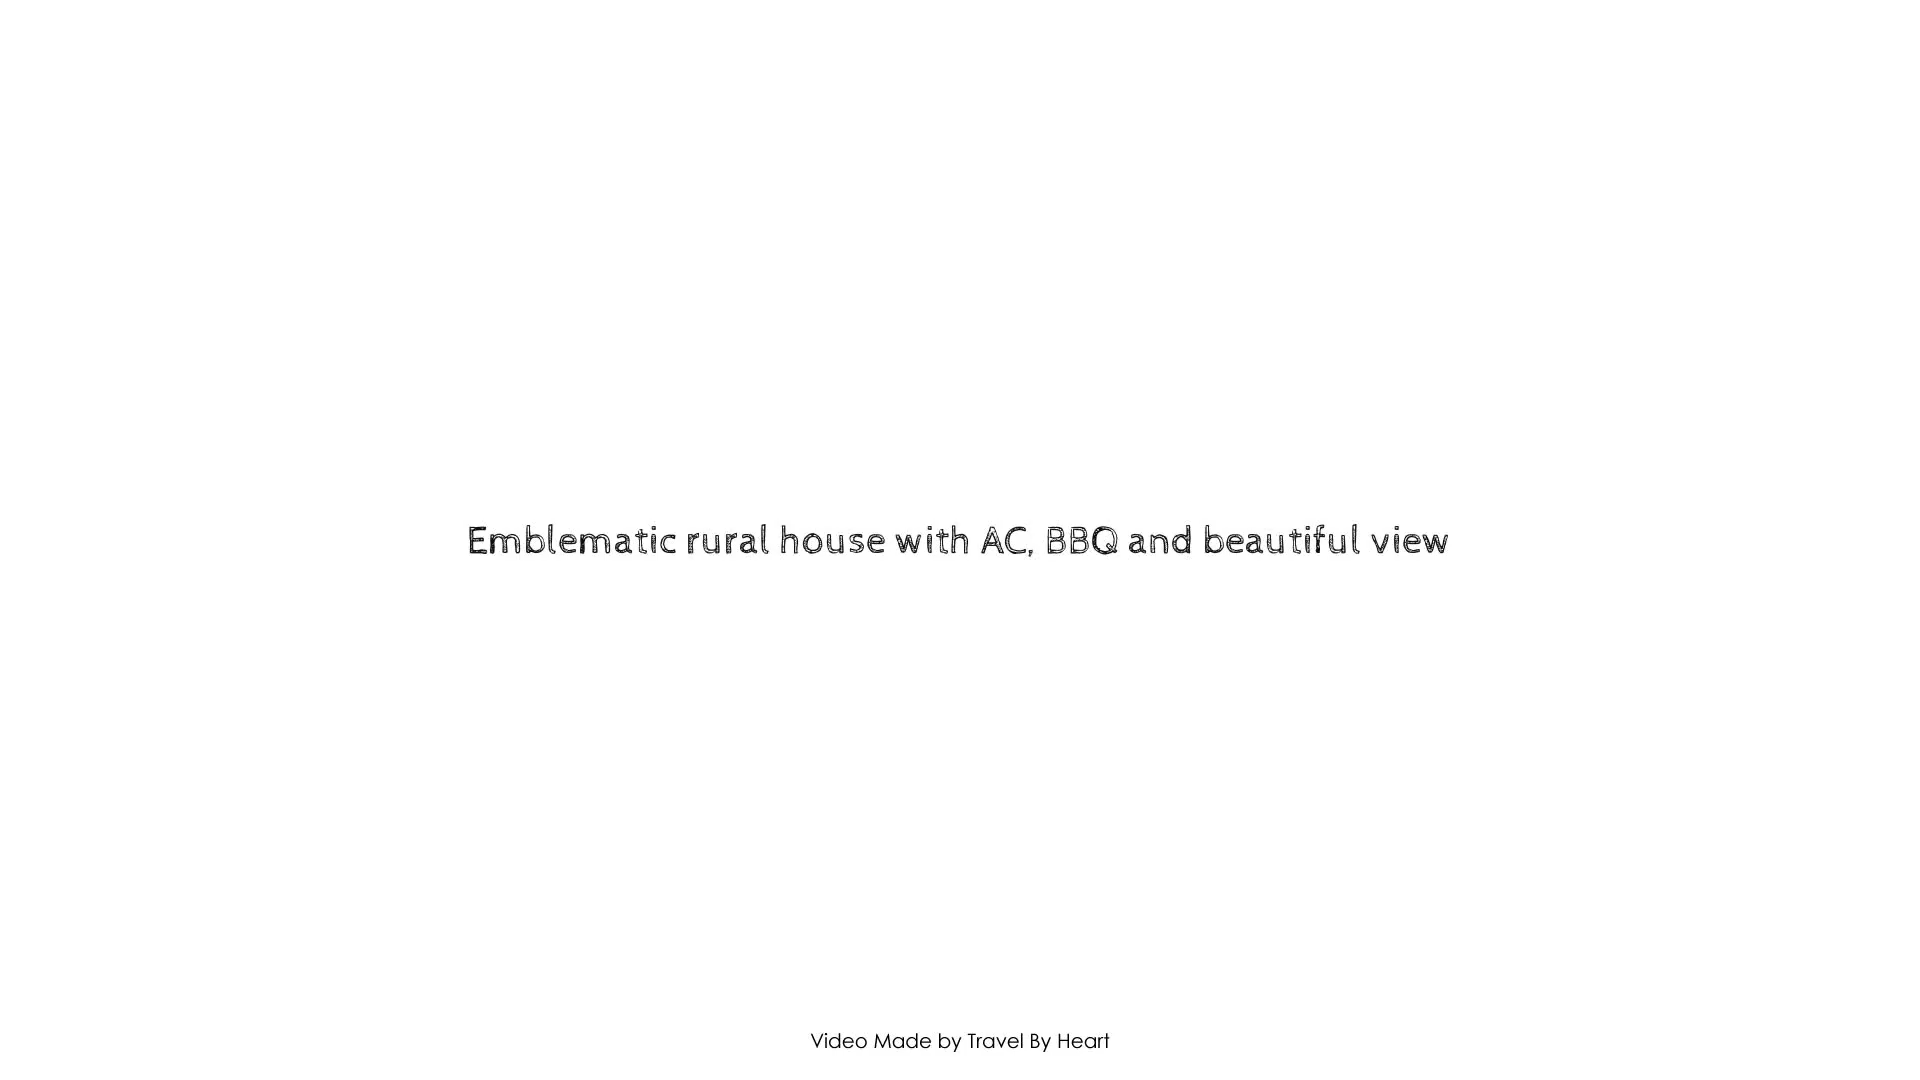 Emblematic rural house with AC, BBQ and beautiful view
Video Made by Travel By Heart